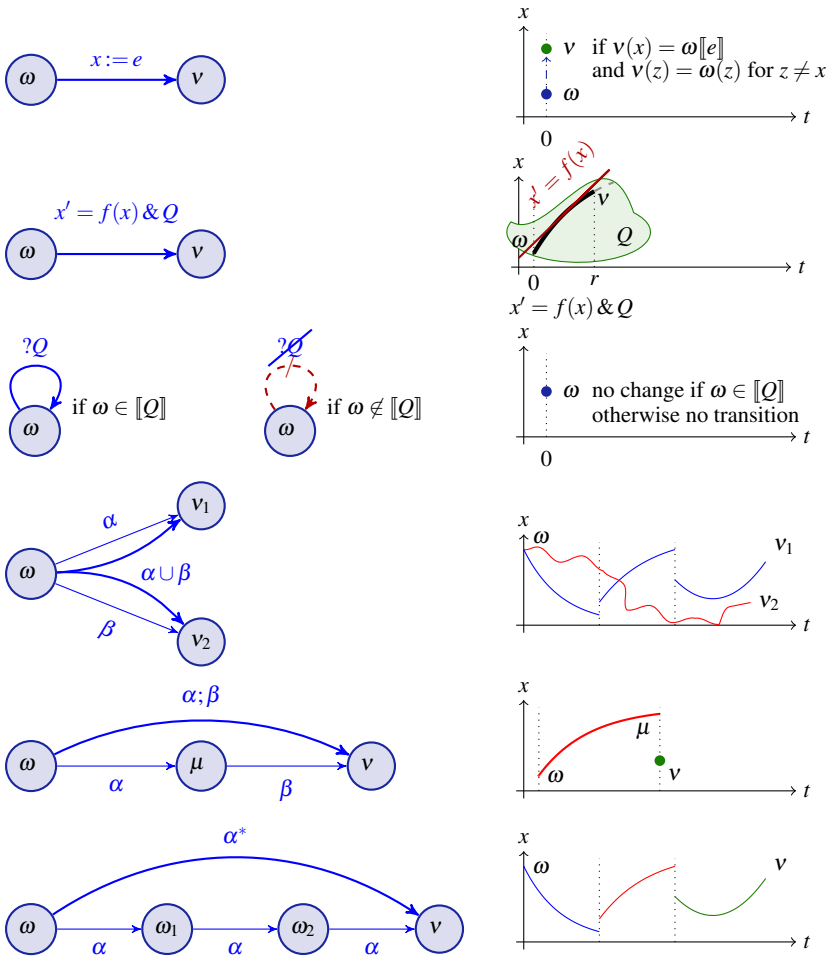 x := e
ω
ν
x
ν if ν(x) = ω⟦e⟧
and ν(z) = ω(z) for z ≠ x
ω
0
t
x′ = f(x) & Q
ω
ν
x
x′ = f(x)
ω
ν
Q
0
r
t
x′ = f(x) & Q
?Q
ω
if ω ∈ ⟦Q⟧
?Q
ω
if ω ∉ ⟦Q⟧
x
ω no change if ω ∈ ⟦Q⟧
otherwise no transition
0
t
ω
α
ν₁
α ∪ β
β
ν₂
x
ω
ν₁
ν₂
t
α; β
ω
α
μ
β
ν
x
ω
μ
ν
t
α*
ω
α
ω₁
α
ω₂
α
ν
x
ω
ν
t